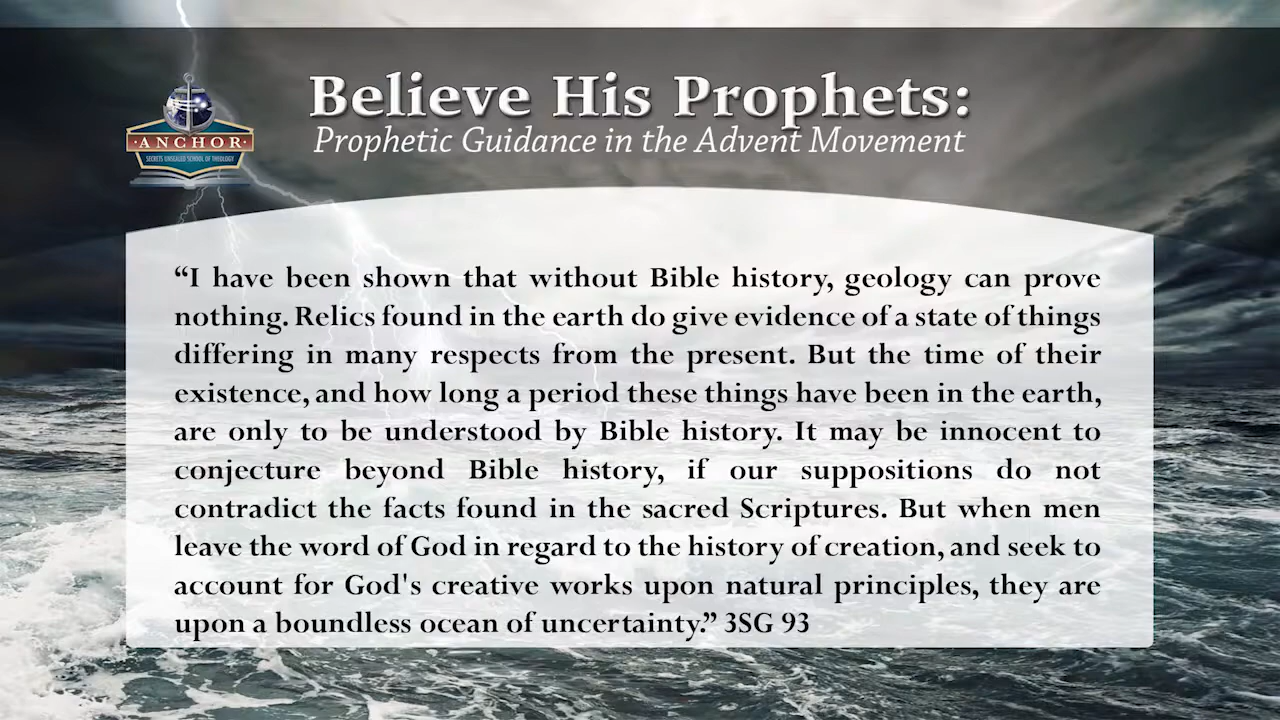 Believe His Prophets:
Prophetic Guidance in the Advent Movement
·ANCHOR·
SECRETS UNSEALED SCHOOL OF THEOLOGY
“I have been shown that without Bible history, geology can prove
nothing. Relics found in the earth do give evidence of a state of things
differing in many respects from the present. But the time of their
existence, and how long a period these things have been in the earth,
are only to be understood by Bible history. It may be innocent to
conjecture beyond Bible history, if our suppositions do not
contradict the facts found in the sacred Scriptures. But when men
leave the word of God in regard to the history of creation, and seek to
account for God's creative works upon natural principles, they are
upon a boundless ocean of uncertainty.” 3SG 93